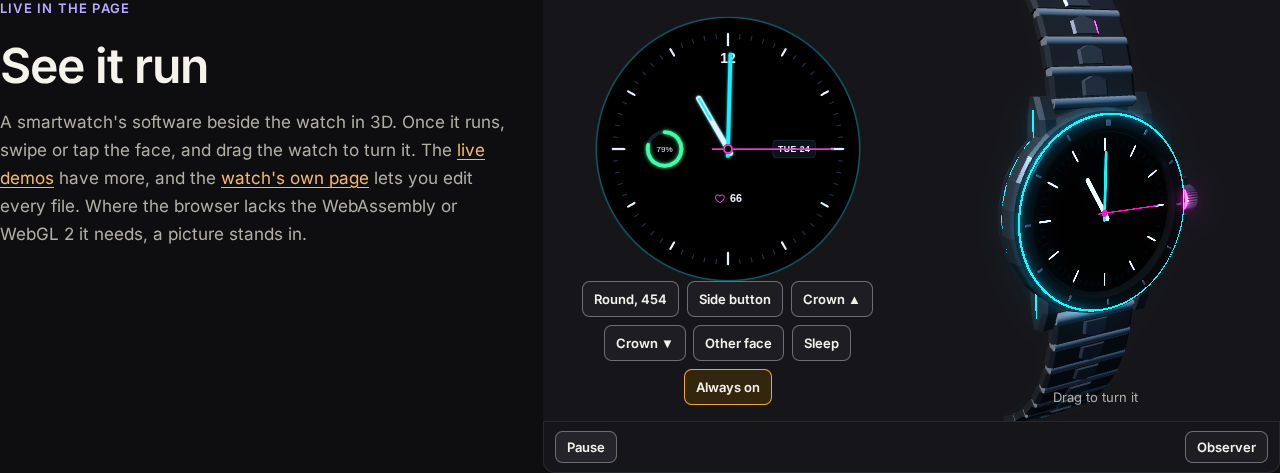 LIVE IN THE PAGE
See it run
A smartwatch's software beside the watch in 3D. Once it runs,
swipe or tap the face, and drag the watch to turn it. The live
demos have more, and the watch's own page lets you edit
every file. Where the browser lacks the WebAssembly or
WebGL 2 it needs, a picture stands in.
12
79%
TUE 24
66
Round, 454
Side button
Crown ▲
Crown ▼
Other face
Sleep
Always on
Drag to turn it
Pause
Observer